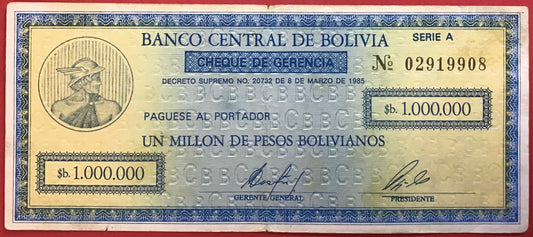 BANCO CENTRAL DE BOLIVIA
SERIE A
CHEQUE DE GERENCIA
№ 02919908
DECRETO SUPREMO NO. 20732 DE 8 DE MARZO DE 1985
PAGUESE AL PORTADOR
$b. 1.000.000
UN MILLON DE PESOS BOLIVIANOS
$b. 1.000.000
GERENTE GENERAL
PRESIDENTE